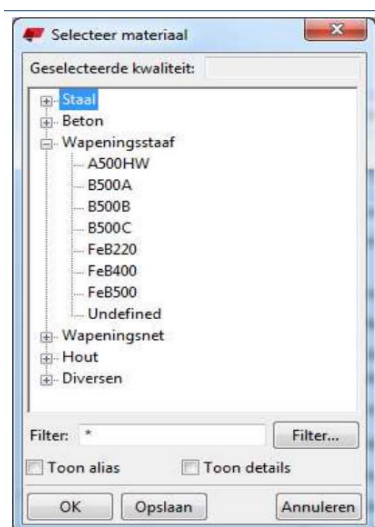 Selecteer materiaal
Geselecteerde kwaliteit:
Staal
Beton
Wapeningsstaaf
A500HW
B500A
B500B
B500C
FeB220
FeB400
FeB500
Undefined
Wapeningsnet
Hout
Diversen
Filter: * Filter...
Toon alias Toon details
OK Opslaan Annuleren